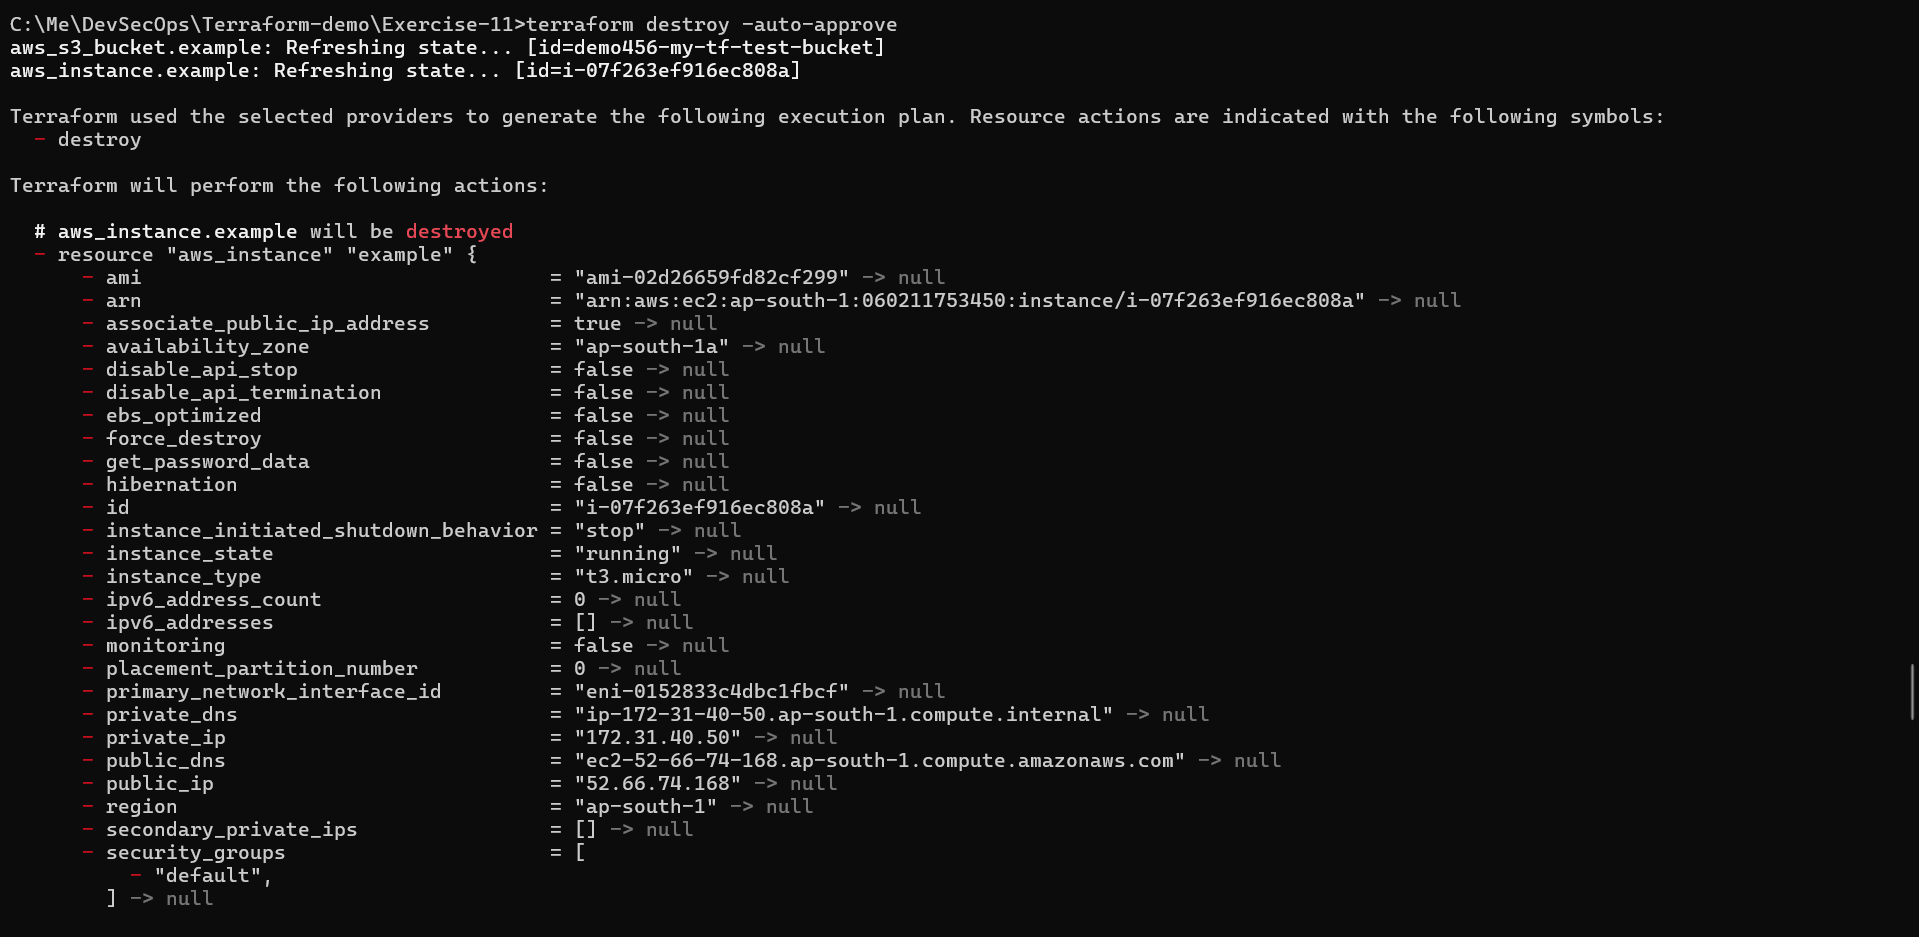 C:\Me\DevSecOps\Terraform-demo\Exercise-11>terraform destroy -auto-approve
aws_s3_bucket.example: Refreshing state... [id=demo456-my-tf-test-bucket]
aws_instance.example: Refreshing state... [id=i-07f263ef916ec808a]
Terraform used the selected providers to generate the following execution plan. Resource actions are indicated with the following symbols:
- destroy
Terraform will perform the following actions:
# aws_instance.example will be destroyed
- resource "aws_instance" "example" {
- ami = "ami-02d26659fd82cf299" -> null
- arn = "arn:aws:ec2:ap-south-1:060211753450:instance/i-07f263ef916ec808a" -> null
- associate_public_ip_address = true -> null
- availability_zone = "ap-south-1a" -> null
- disable_api_stop = false -> null
- disable_api_termination = false -> null
- ebs_optimized = false -> null
- force_destroy = false -> null
- get_password_data = false -> null
- hibernation = false -> null
- id = "i-07f263ef916ec808a" -> null
- instance_initiated_shutdown_behavior = "stop" -> null
- instance_state = "running" -> null
- instance_type = "t3.micro" -> null
- ipv6_address_count = 0 -> null
- ipv6_addresses = [] -> null
- monitoring = false -> null
- placement_partition_number = 0 -> null
- primary_network_interface_id = "eni-0152833c4dbc1fbcf" -> null
- private_dns = "ip-172-31-40-50.ap-south-1.compute.internal" -> null
- private_ip = "172.31.40.50" -> null
- public_dns = "ec2-52-66-74-168.ap-south-1.compute.amazonaws.com" -> null
- public_ip = "52.66.74.168" -> null
- region = "ap-south-1" -> null
- secondary_private_ips = [] -> null
- security_groups = [
- "default",
] -> null